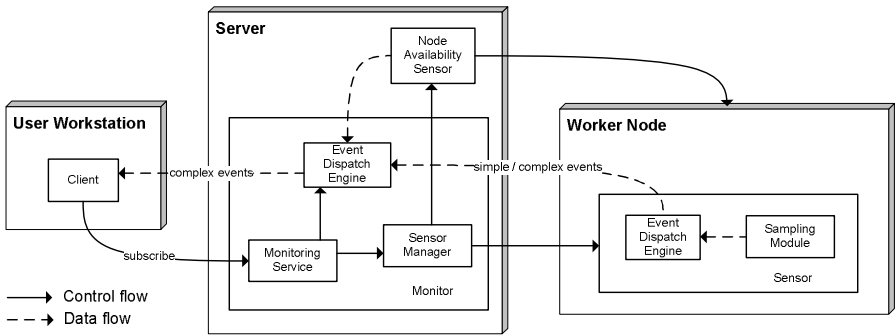 Server
Node
Availability
Sensor
User Workstation
Client
complex events
Event
Dispatch
Engine
simple / complex events
Worker Node
subscribe
Monitoring
Service
Sensor
Manager
Monitor
Event
Dispatch
Engine
Sampling
Module
Sensor
Control flow
Data flow